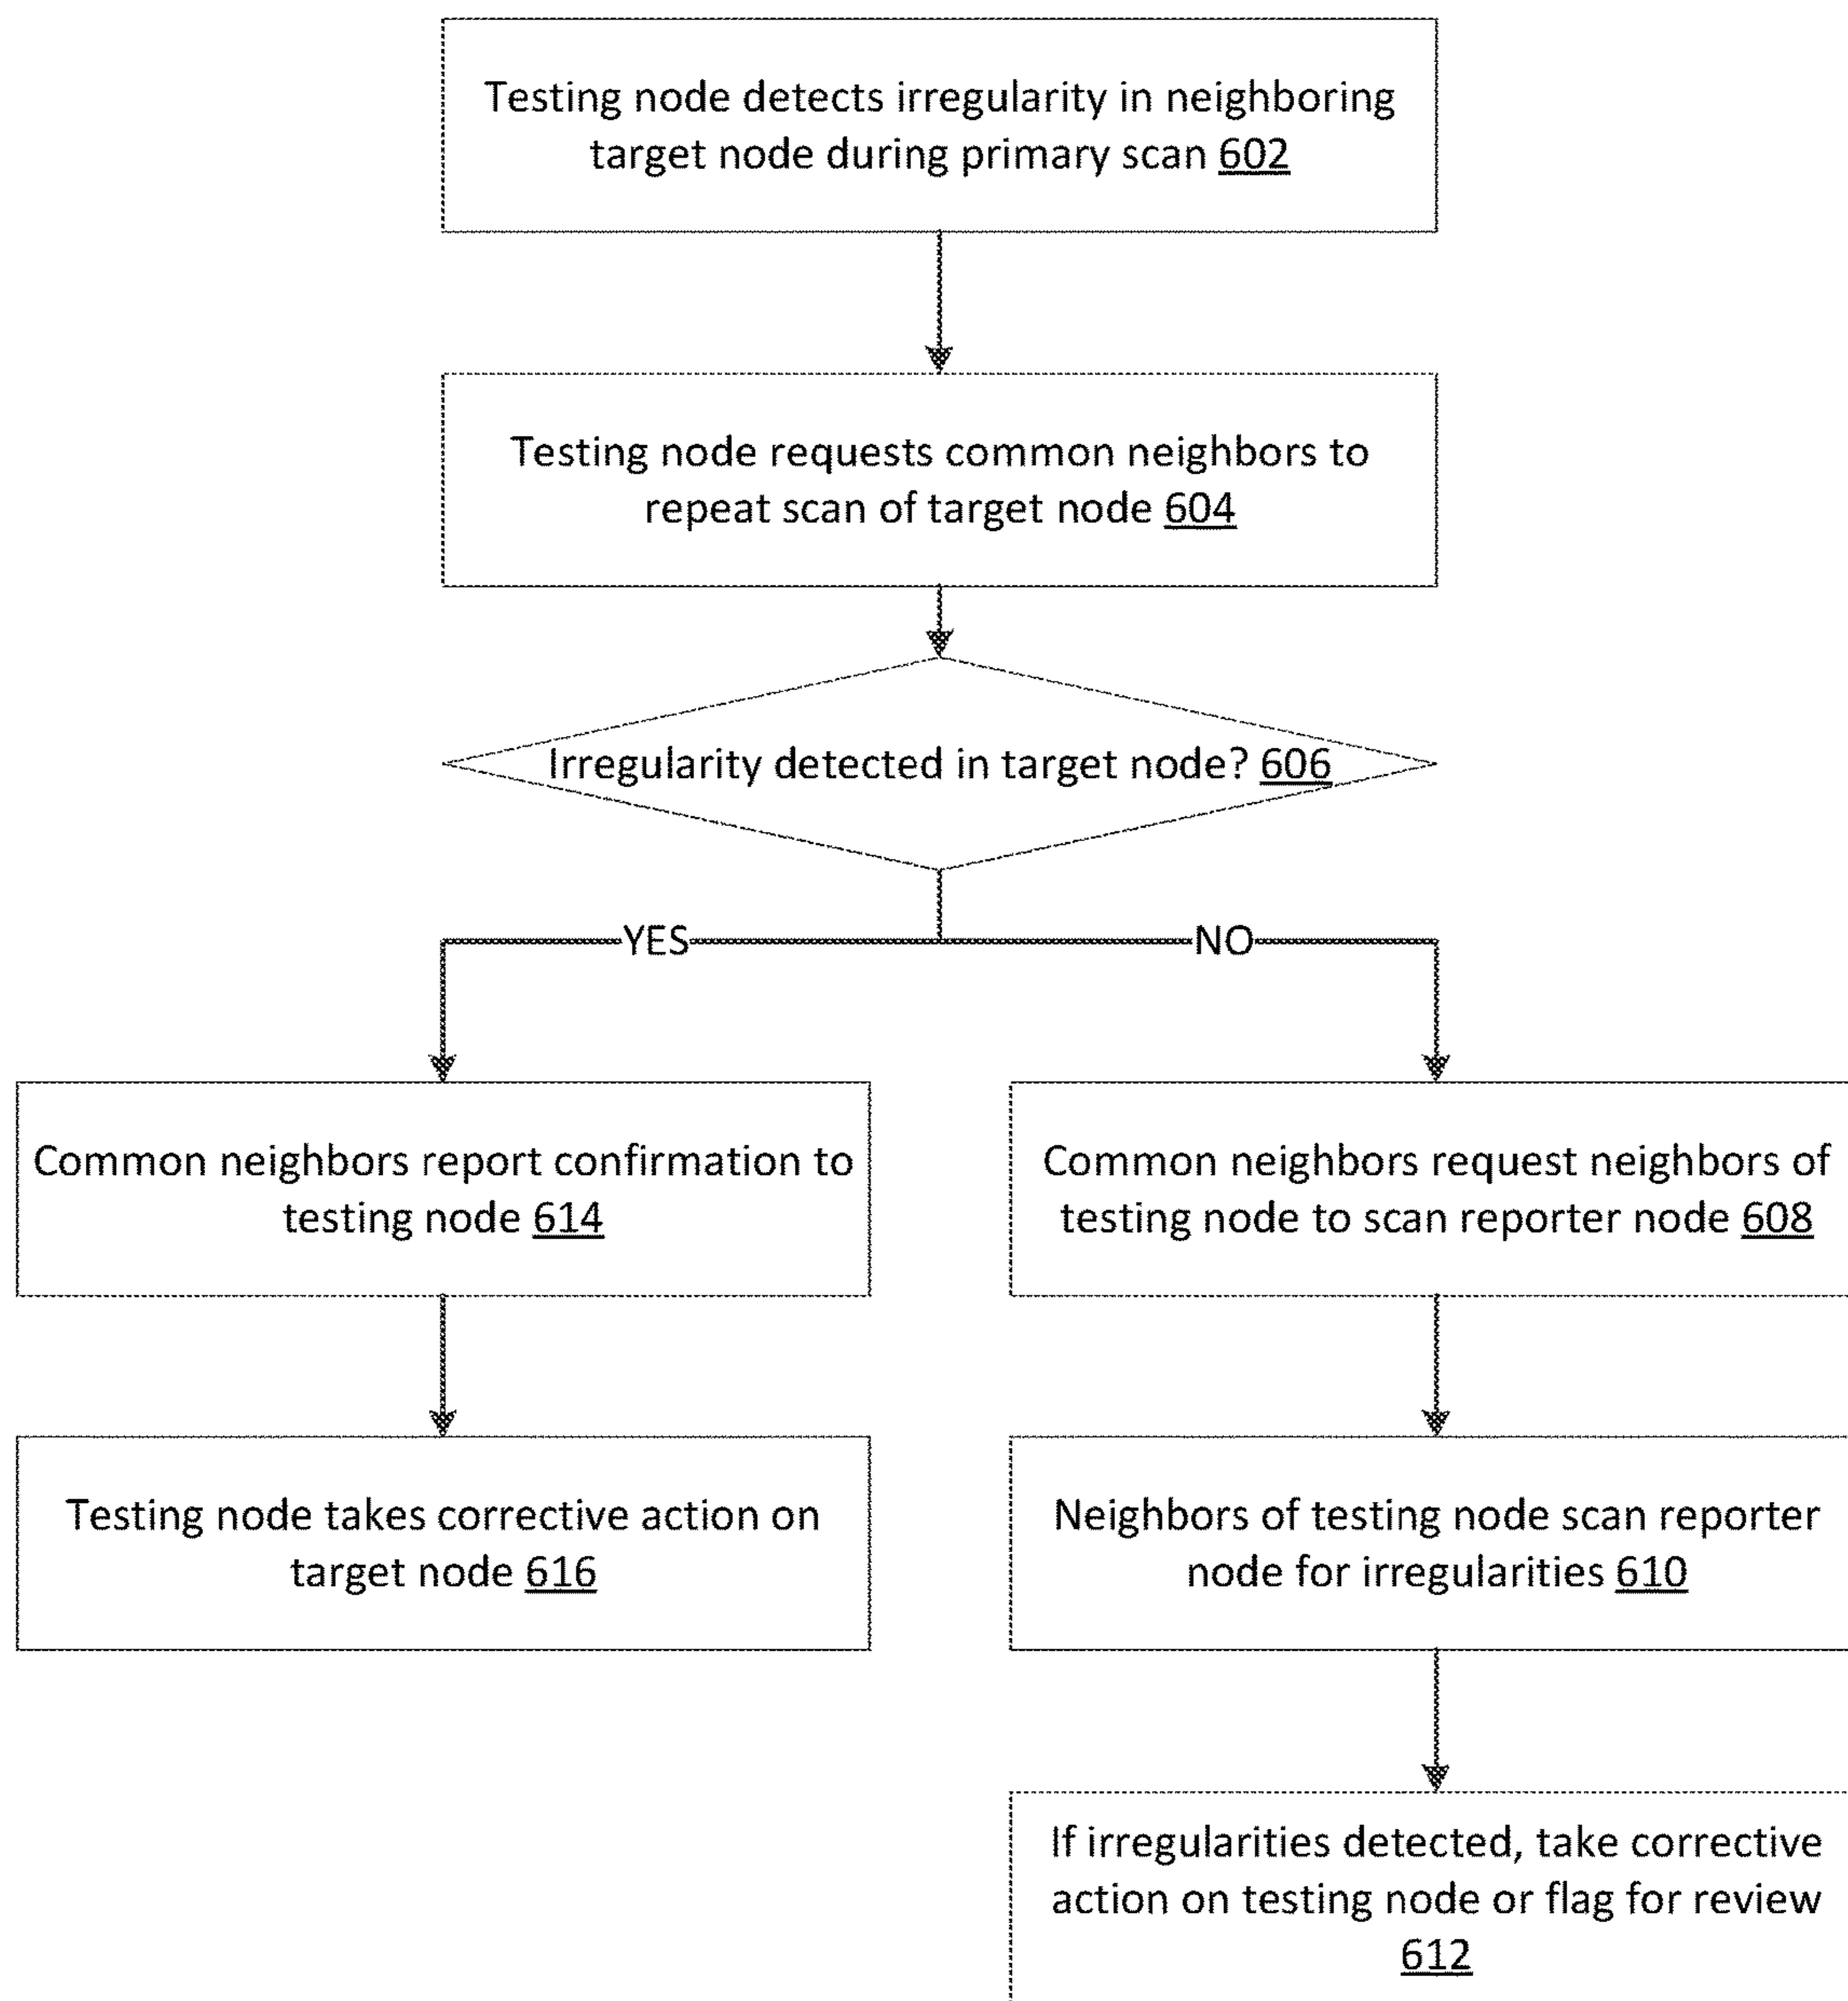 Testing node detects irregularity in neighboring
target node during primary scan 602
Testing node requests common neighbors to
repeat scan of target node 604
Irregularity detected in target node? 606
YES
NO
Common neighbors report confirmation to
testing node 614
Common neighbors request neighbors of
testing node to scan reporter node 608
Testing node takes corrective action on
target node 616
Neighbors of testing node scan reporter
node for irregularities 610
If irregularities detected, take corrective
action on testing node or flag for review
612